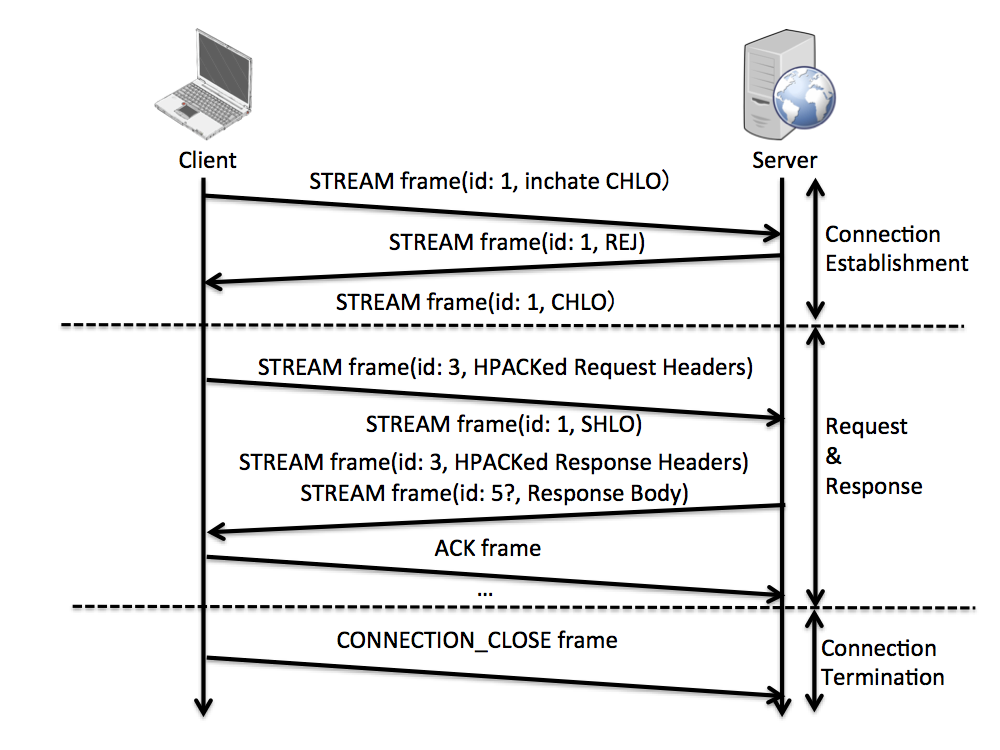 Client
Server
STREAM frame(id: 1, inchate CHLO)
STREAM frame(id: 1, REJ)
Connection
Establishment
STREAM frame(id: 1, CHLO)
STREAM frame(id: 3, HPACKed Request Headers)
STREAM frame(id: 1, SHLO)
STREAM frame(id: 3, HPACKed Response Headers)
STREAM frame(id: 5?, Response Body)
Request
&
Response
ACK frame
...
CONNECTION_CLOSE frame
Connection
Termination